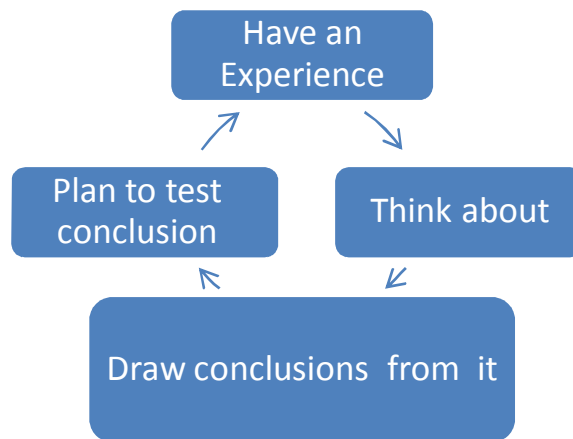 Have an
Experience
Plan to test
conclusion
Think about
Draw conclusions from it